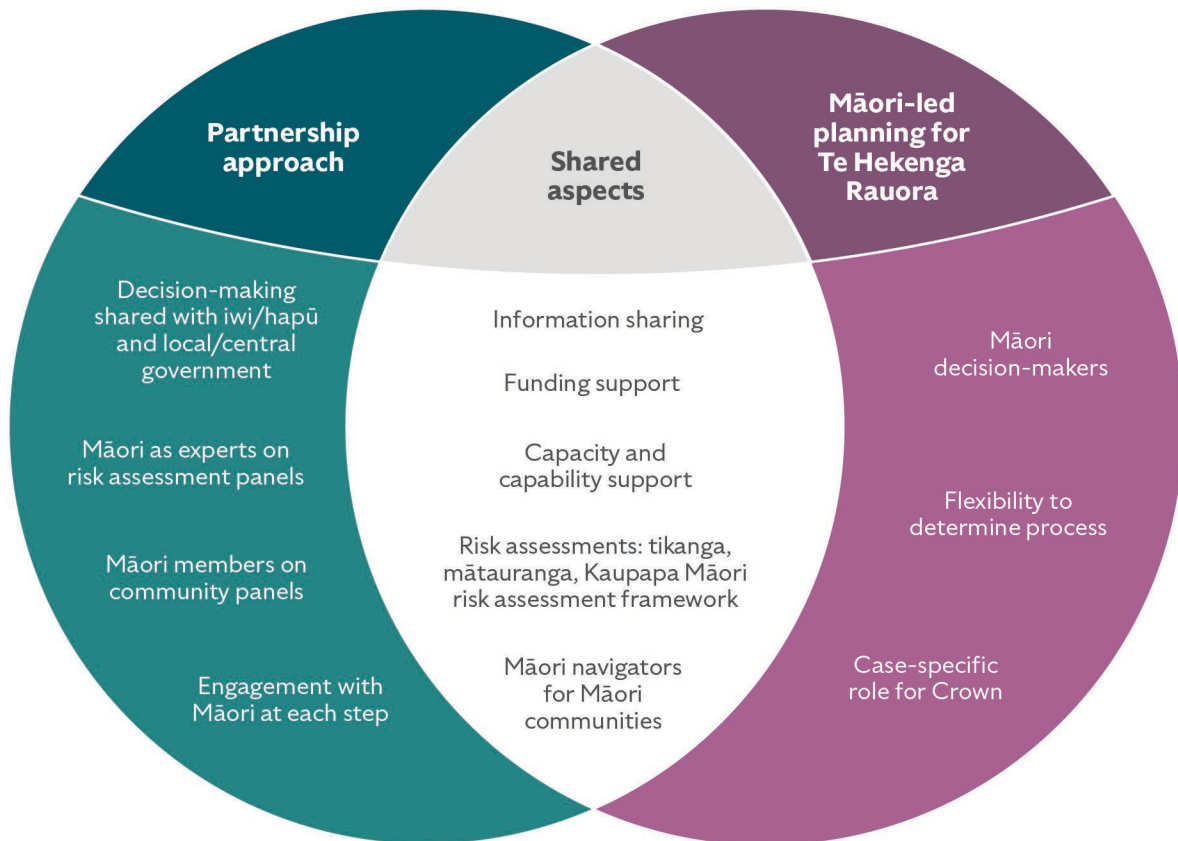 Partnership
approach
Decision-making
shared with iwi/hapū
and local/central
government
Māori as experts on
risk assessment panels
Māori members on
community panels
Engagement with
Māori at each step
Shared
aspects
Information sharing
Funding support
Capacity and
capability support
Risk assessments: tikanga,
mātauranga, Kaupapa Māori
risk assessment framework
Māori navigators
for Māori
communities
Māori-led
planning for
Te Hekenga
Rauora
Māori
decision-makers
Flexibility to
determine process
Case-specific
role for Crown